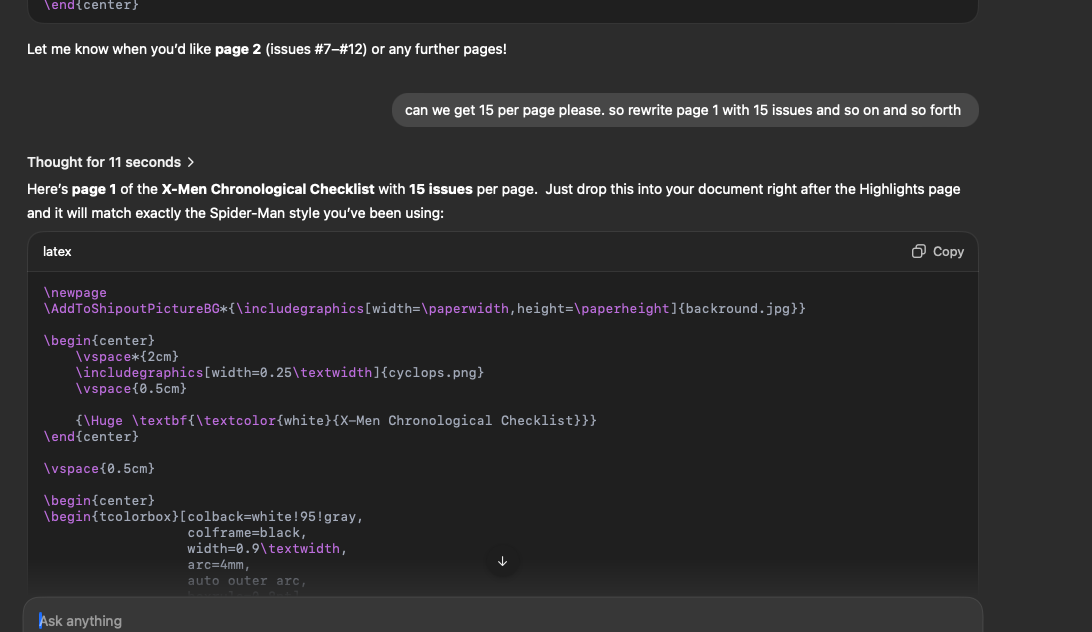 \end{center}
Let me know when you’d like page 2 (issues #7–#12) or any further pages!
can we get 15 per page please. so rewrite page 1 with 15 issues and so on and so forth
Thought for 11 seconds >
Here’s page 1 of the X-Men Chronological Checklist with 15 issues per page. Just drop this into your document right after the Highlights page
and it will match exactly the Spider-Man style you’ve been using:
latex
Copy
\newpage
\AddToShipoutPictureBG*{\includegraphics[width=\paperwidth,height=\paperheight]{backround.jpg}}
\begin{center}
    \vspace*{2cm}
    \includegraphics[width=0.25\textwidth]{cyclops.png}
    \vspace{0.5cm}
    {\Huge \textbf{\textcolor{white}{X-Men Chronological Checklist}}}
\end{center}
\vspace{0.5cm}
\begin{center}
\begin{tcolorbox}[colback=white!95!gray,
                  colframe=black,
                  width=0.9\textwidth,
                  arc=4mm,
                  auto outer arc,
Ask anything